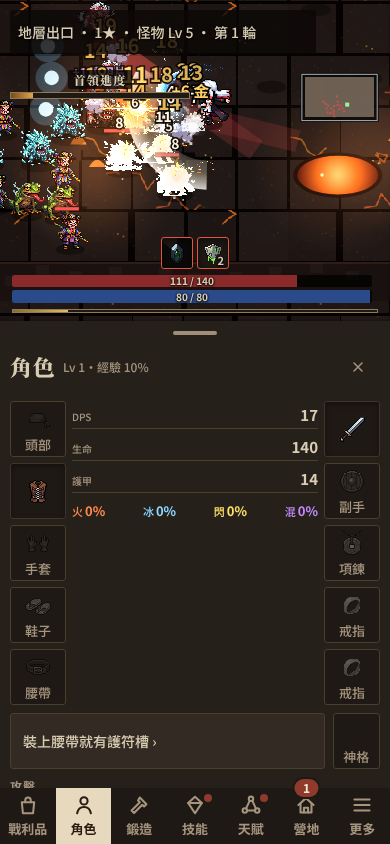 地層出口 • 1★ • 怪物 Lv 5 • 第 1 輪
首領進度
2
111 / 140
80 / 80
角色 Lv 1 • 經驗 10% ×
頭部
DPS 17
生命 140
護甲 14
火 0% 冰 0% 閃 0% 混 0%
副手
手套
項鍊
鞋子
戒指
腰帶
戒指
裝上腰帶就有護符槽 ›
神格
攻擊
1
戰利品 角色 鍛造 技能 天賦 營地 更多